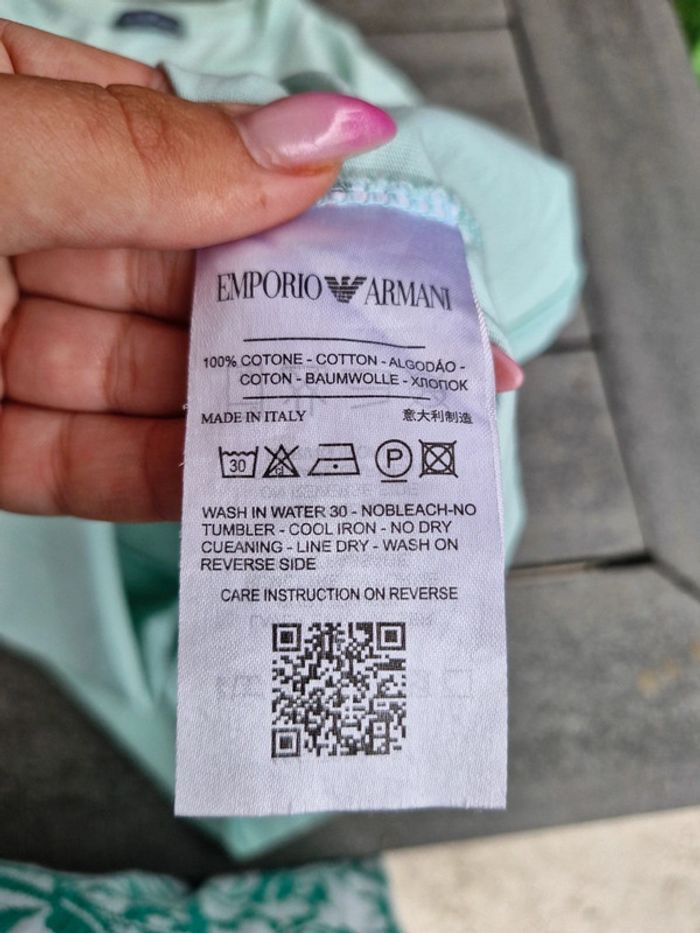 EMPORIO ARMANI
100% COTONE - COTTON - ALGODÃO -
COTON - BAUMWOLLE - ХЛОПОК
MADE IN ITALY 意大利制造
30 P
WASH IN WATER 30 - NOBLEACH-NO
TUMBLER - COOL IRON - NO DRY
CUEANING - LINE DRY - WASH ON
REVERSE SIDE
CARE INSTRUCTION ON REVERSE